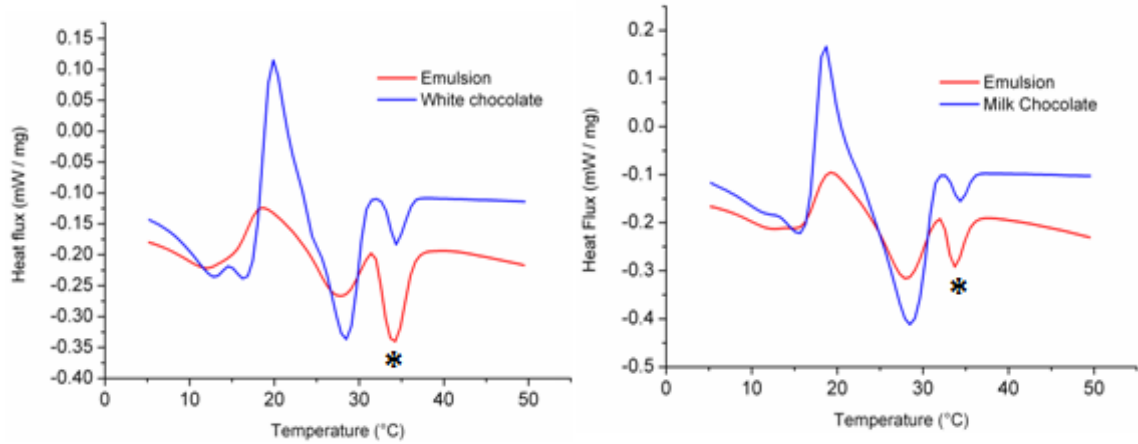 0.15
0.10
0.05
0.00
-0.05
-0.10
-0.15
-0.20
-0.25
-0.30
-0.35
-0.40
Heat flux (mW / mg)
Emulsion
White chocolate
*
0 10 20 30 40 50
Temperature (°C)
0.2
0.1
0.0
-0.1
-0.2
-0.3
-0.4
-0.5
Heat Flux (mW / mg)
Emulsion
Milk Chocolate
*
0 10 20 30 40 50
Temperature (°C)